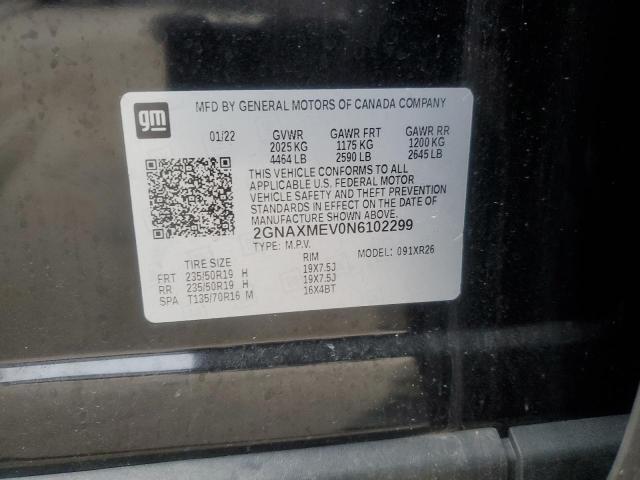 gm
MFD BY GENERAL MOTORS OF CANADA COMPANY
01/22 GVWR GAWR FRT GAWR RR
2025 KG 1175 KG 1200 KG
4464 LB 2590 LB 2645 LB
THIS VEHICLE CONFORMS TO ALL
APPLICABLE U.S. FEDERAL MOTOR
VEHICLE SAFETY AND THEFT PREVENTION
STANDARDS IN EFFECT ON THE DATE OF
MANUFACTURE SHOWN ABOVE.
2GNAXMEV0N6102299
TYPE: M.P.V. MODEL: 091XR26
TIRE SIZE RIM
FRT 235/50R19 H 19X7.5J
RR 235/50R19 H 19X7.5J
SPA T135/70R16 M 16X4BT